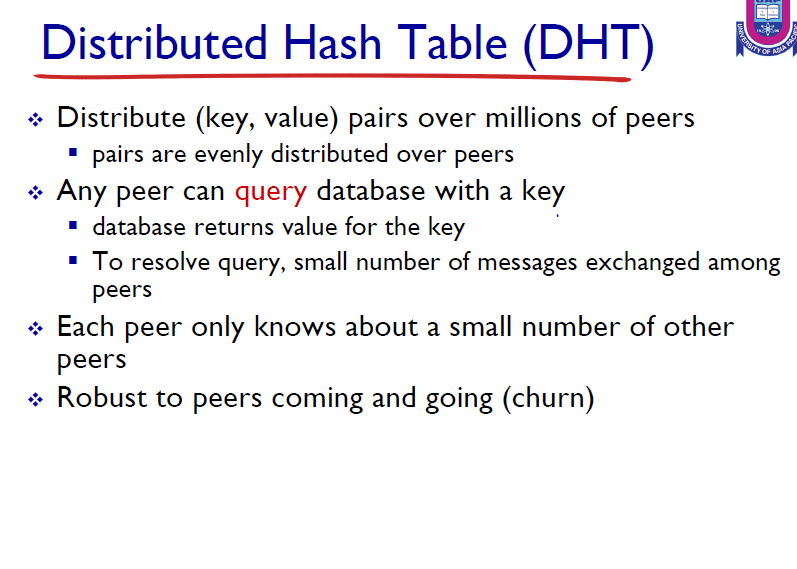 Distributed Hash Table (DHT)
UNIVERSITY OF ASIA PACIFIC
Distribute (key, value) pairs over millions of peers
pairs are evenly distributed over peers
Any peer can query database with a key
database returns value for the key
To resolve query, small number of messages exchanged among
peers
Each peer only knows about a small number of other
peers
Robust to peers coming and going (churn)